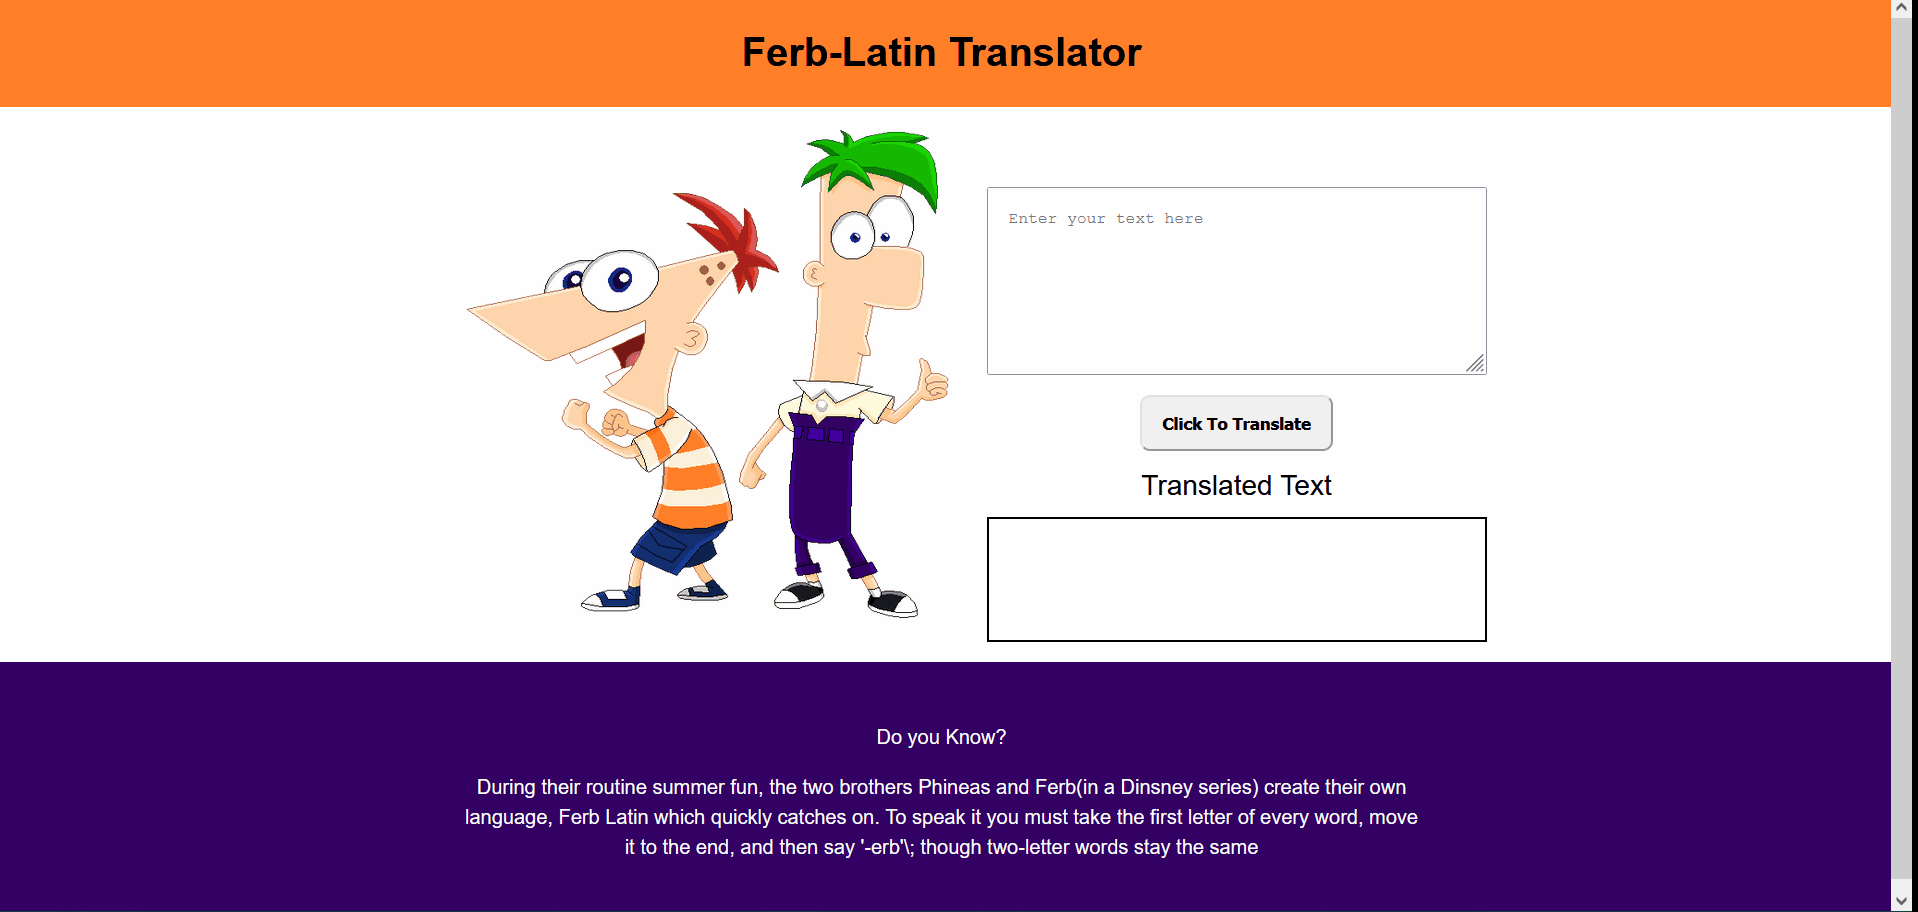 Ferb-Latin Translator
Enter your text here
Click To Translate
Translated Text
Do you Know?
During their routine summer fun, the two brothers Phineas and Ferb(in a Dinsney series) create their own
language, Ferb Latin which quickly catches on. To speak it you must take the first letter of every word, move
it to the end, and then say '-erb'\; though two-letter words stay the same